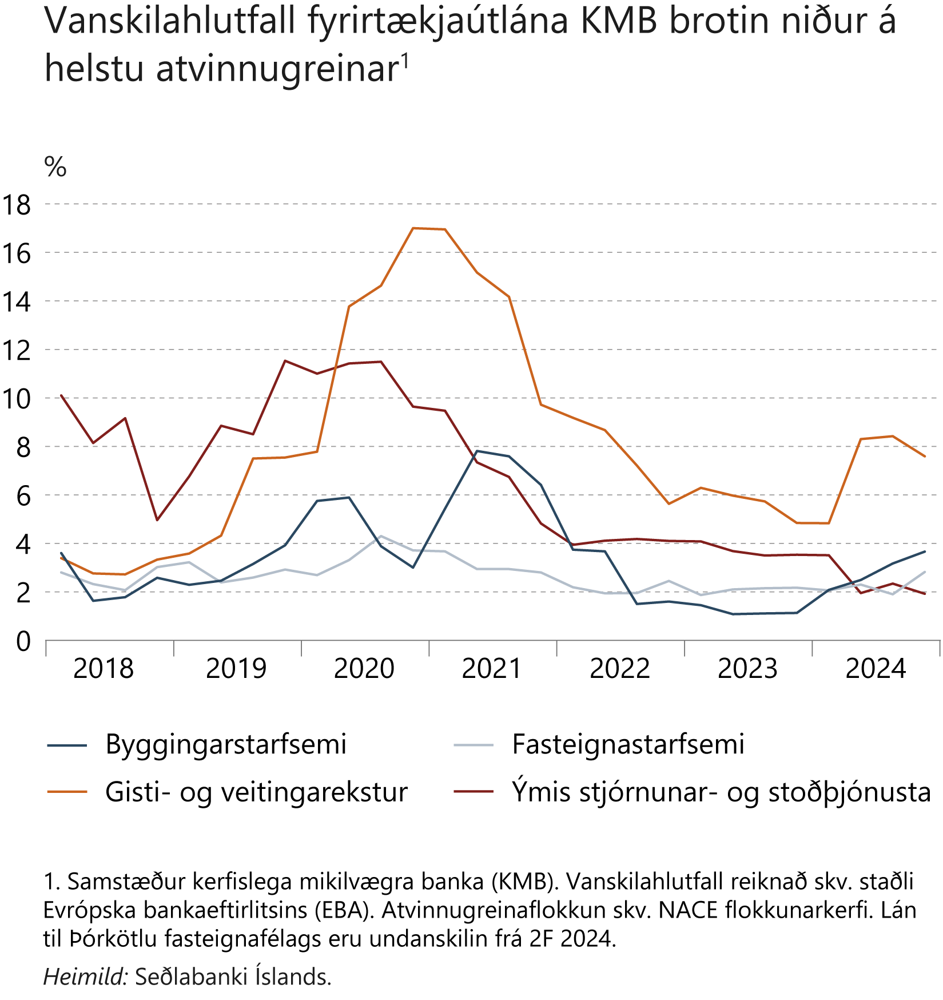 Vanskilahlutfall fyrirtækjaútlána KMB brotin niður á
helstu atvinnugreinar¹
%
18
16
14
12
10
8
6
4
2
0
2018 2019 2020 2021 2022 2023 2024
Byggingarstarfsemi Fasteignastarfsemi
Gisti- og veitingarekstur Ýmis stjórnunar- og stoðþjónusta
1. Samstæður kerfislega mikilvægra banka (KMB). Vanskilahlutfall reiknað skv. staðli
Evrópska bankaeftirlitsins (EBA). Atvinnugreinaflokkun skv. NACE flokkunarkerfi. Lán
til Þórkötlu fasteignafélags eru undanskilin frá 2F 2024.
Heimild: Seðlabanki Íslands.